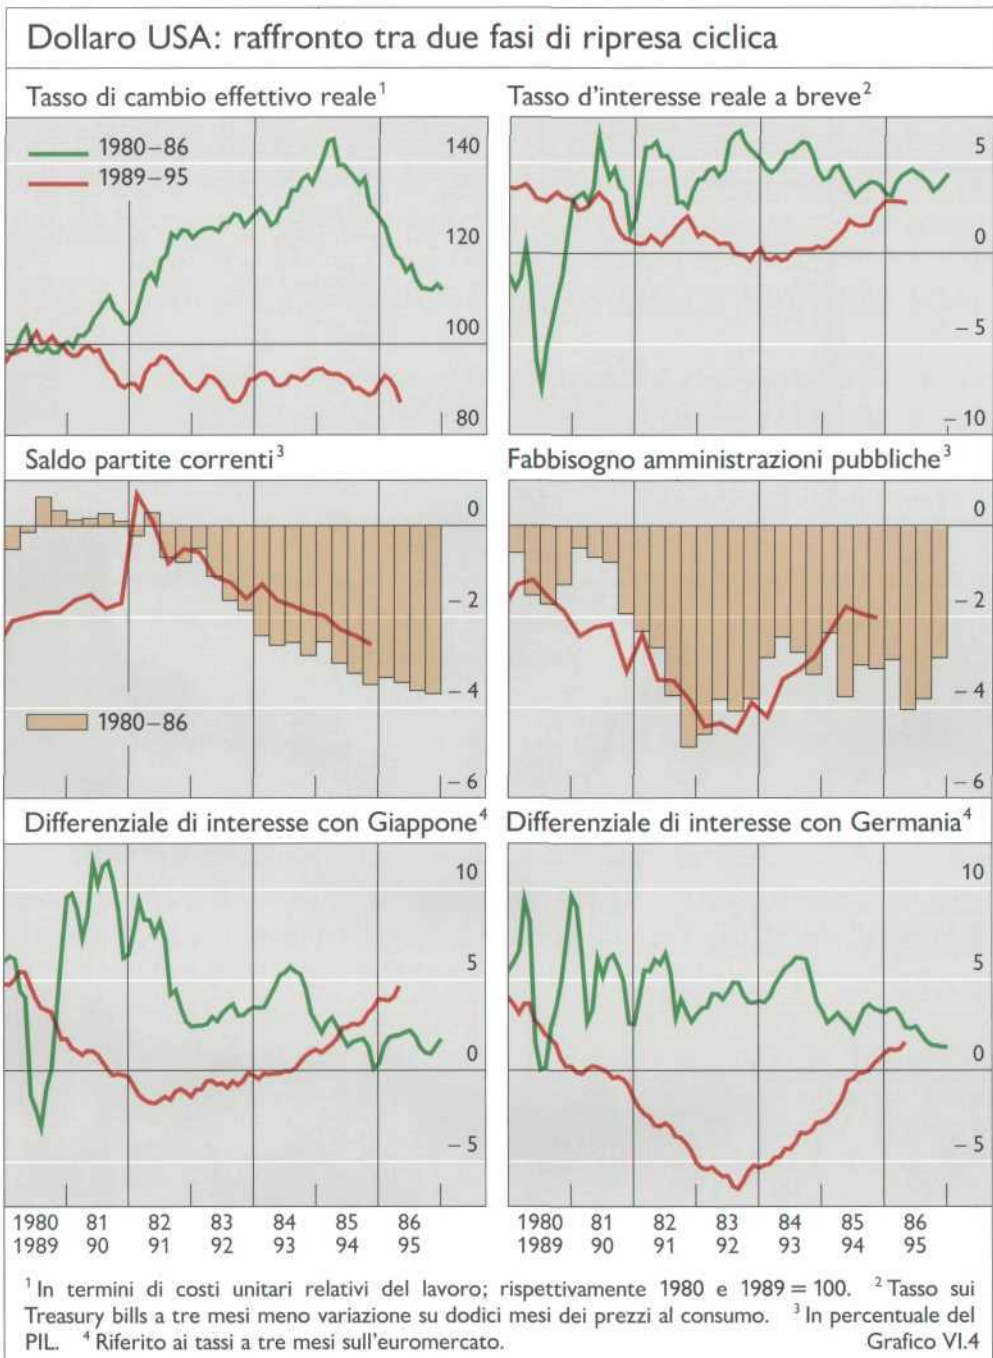 Dollaro USA: raffronto tra due fasi di ripresa ciclica
Tasso di cambio effettivo reale¹
1980–86
1989–95
140
120
100
80
Tasso d'interesse reale a breve²
5
0
– 5
– 10
Saldo partite correnti³
0
– 2
– 4
– 6
1980–86
Fabbisogno amministrazioni pubbliche³
0
– 2
– 4
– 6
Differenziale di interesse con Giappone⁴
10
5
0
– 5
Differenziale di interesse con Germania⁴
10
5
0
– 5
1980 81 82 83 84 85 86
1989 90 91 92 93 94 95
1980 81 82 83 84 85 86
1989 90 91 92 93 94 95
¹ In termini di costi unitari relativi del lavoro; rispettivamente 1980 e 1989 = 100. ² Tasso sui
Treasury bills a tre mesi meno variazione su dodici mesi dei prezzi al consumo. ³ In percentuale del
PIL. ⁴ Riferito ai tassi a tre mesi sull'euromercato. Grafico VI.4